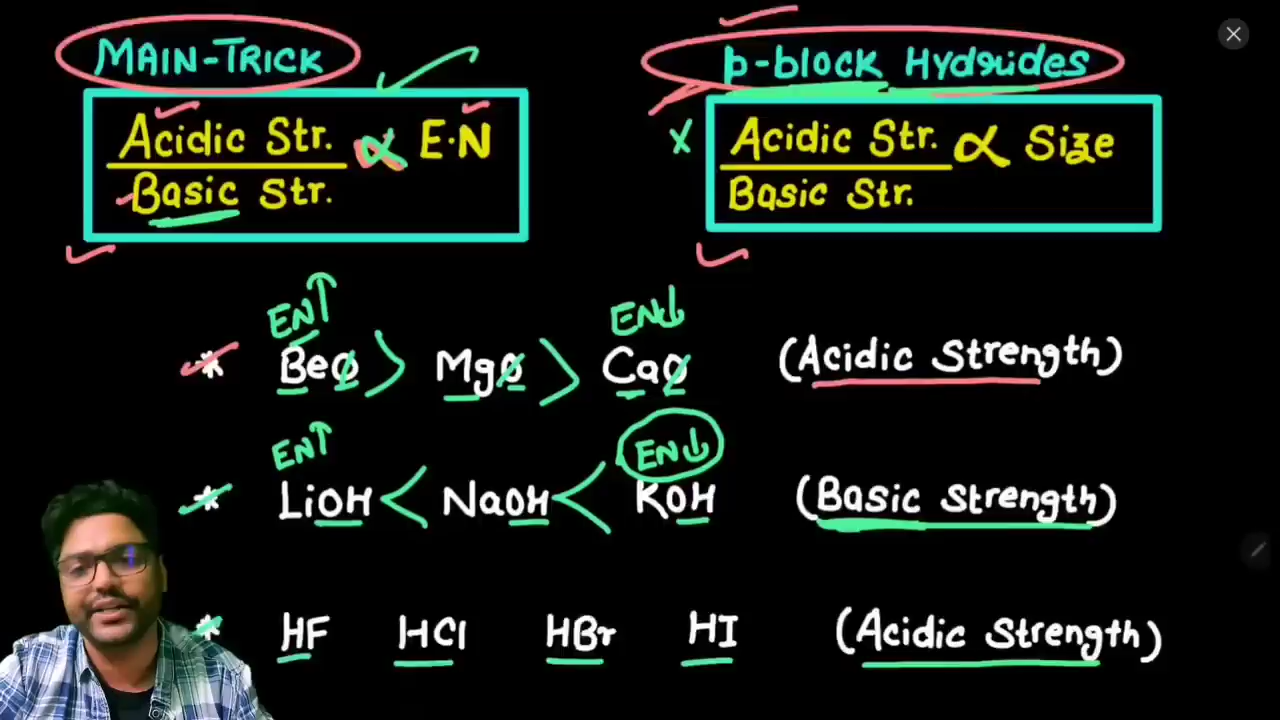 MAIN-TRICK
Acidic Str.
Basic Str.
∝ E.N
p-block Hydrides
x
Acidic Str.
Basic Str.
∝ Size
EN↑ EN↓
* BeO > MgO > CaO (Acidic Strength)
EN↑ EN↓
* LiOH < NaOH < KOH (Basic Strength)
* HF HCl HBr HI (Acidic Strength)